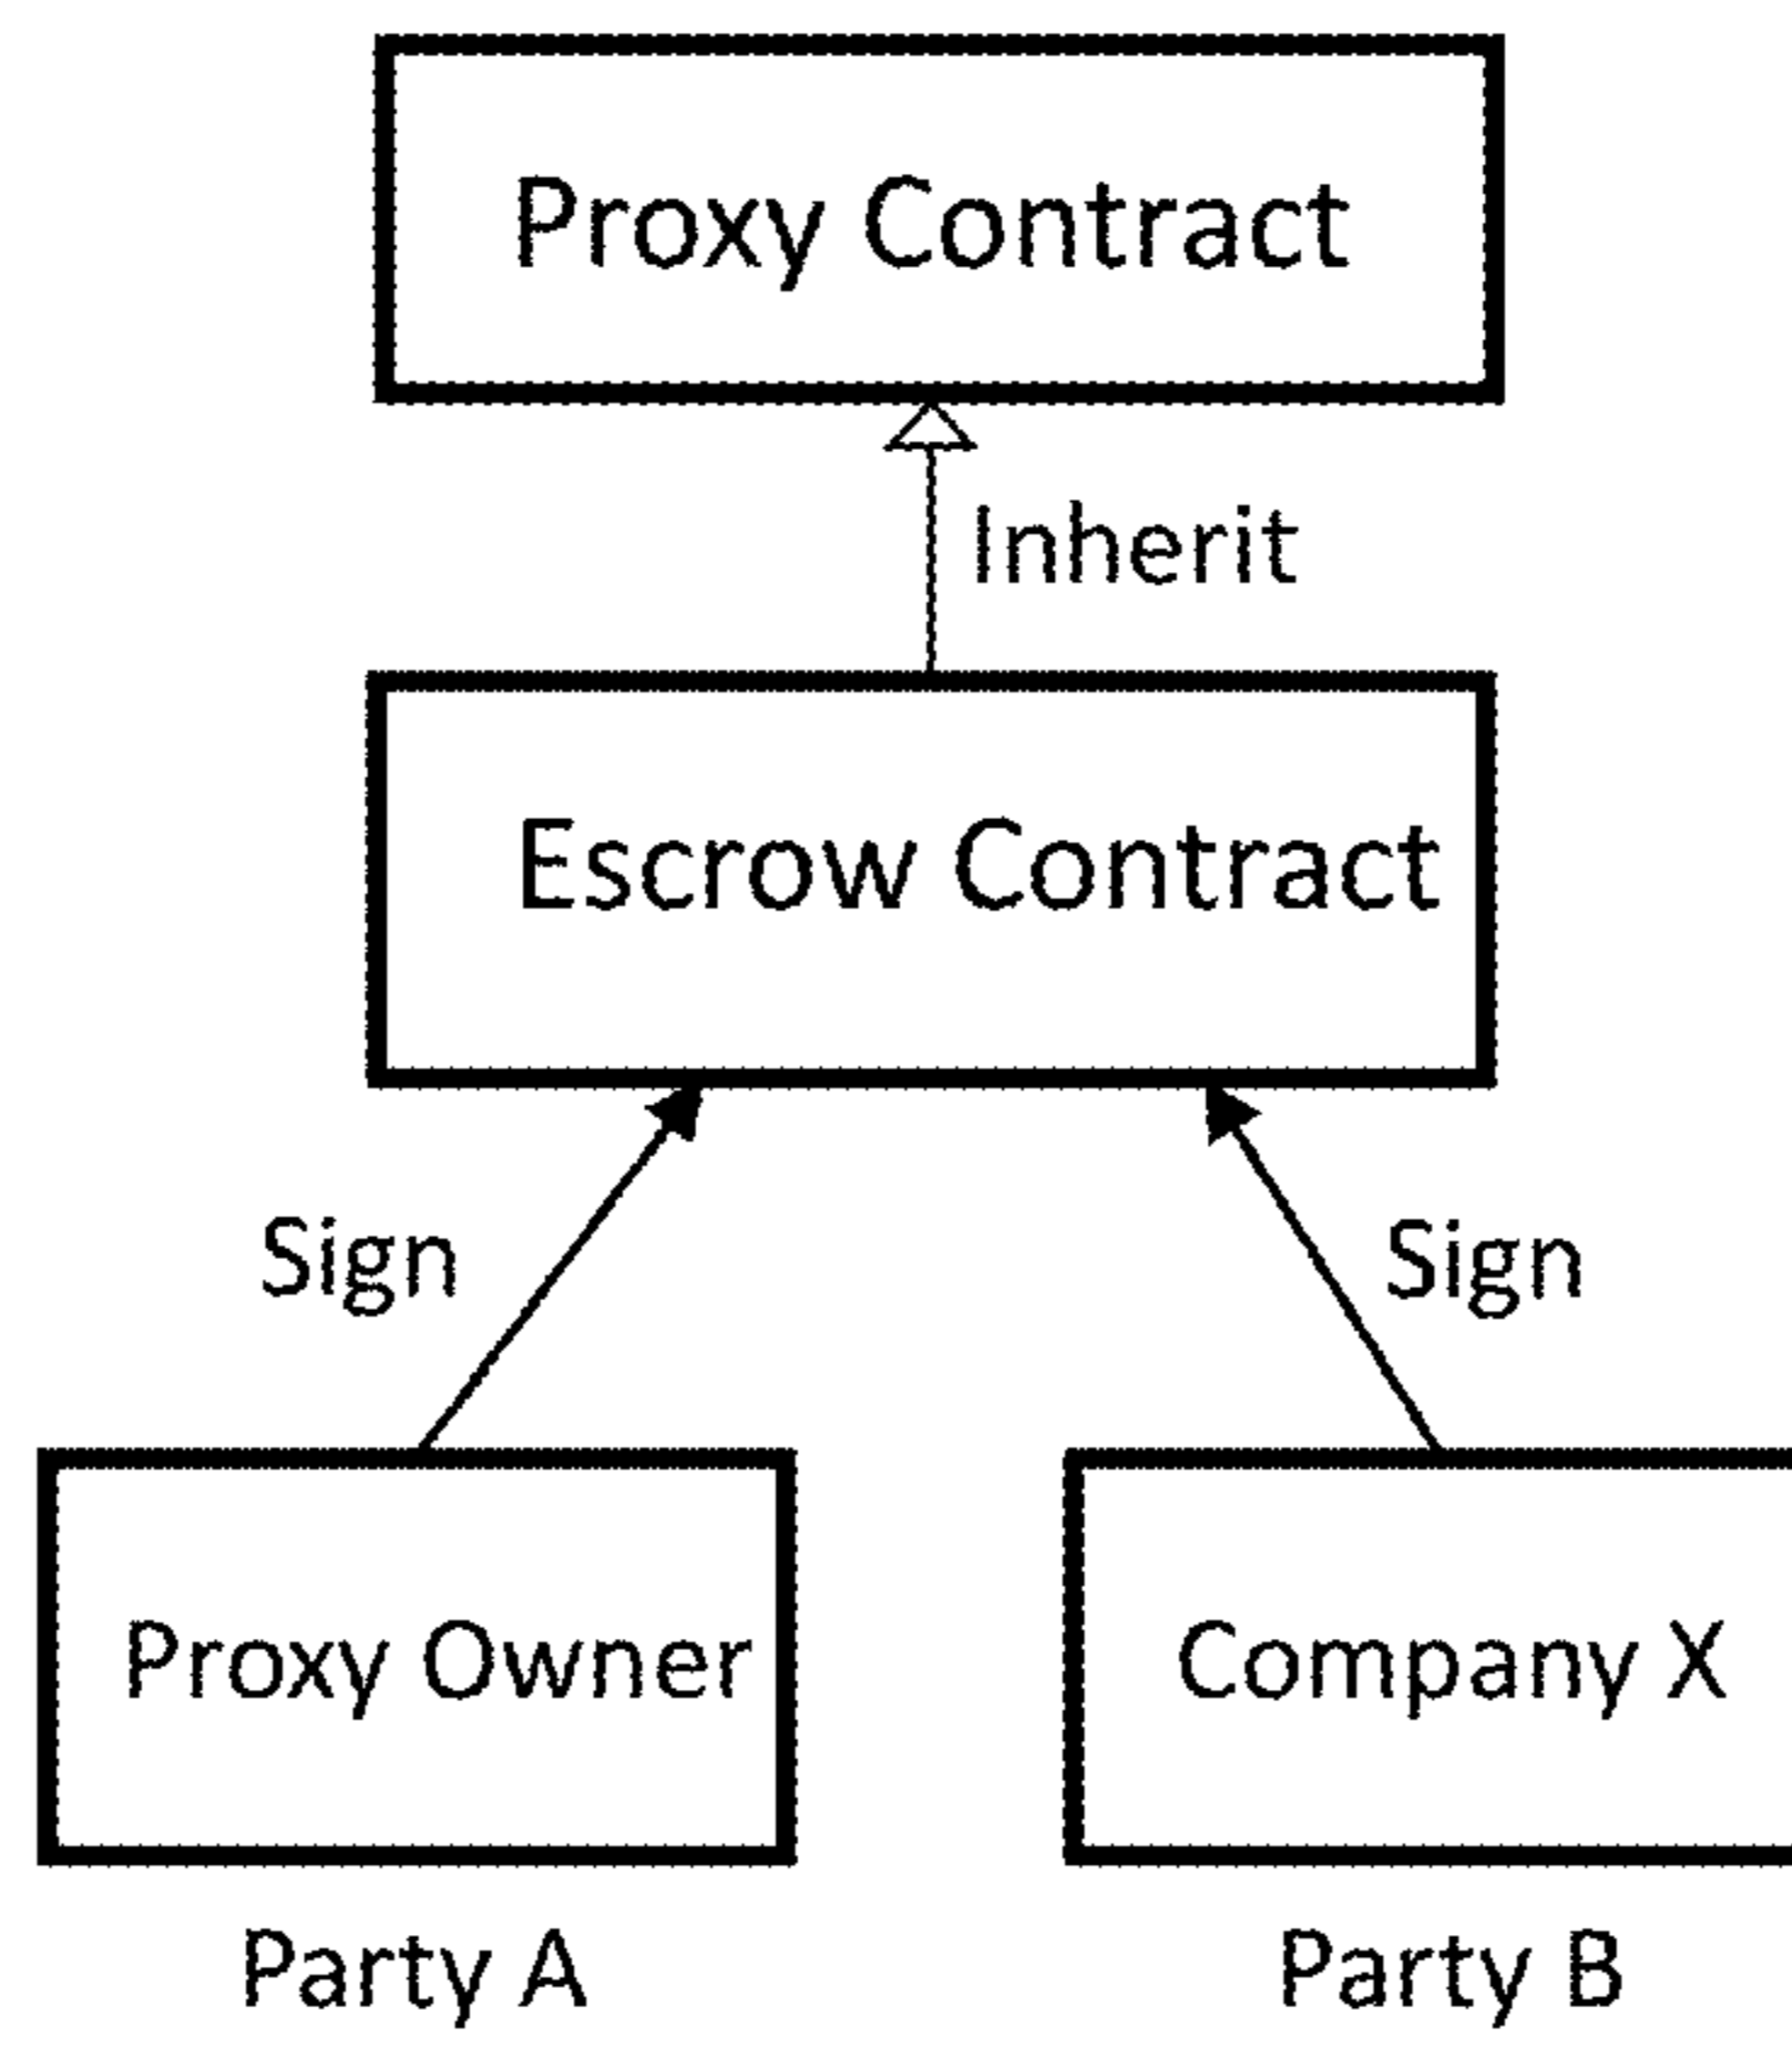 Proxy Contract
Inherit
Escrow Contract
Sign
Sign
Proxy Owner
Company X
Party A
Party B